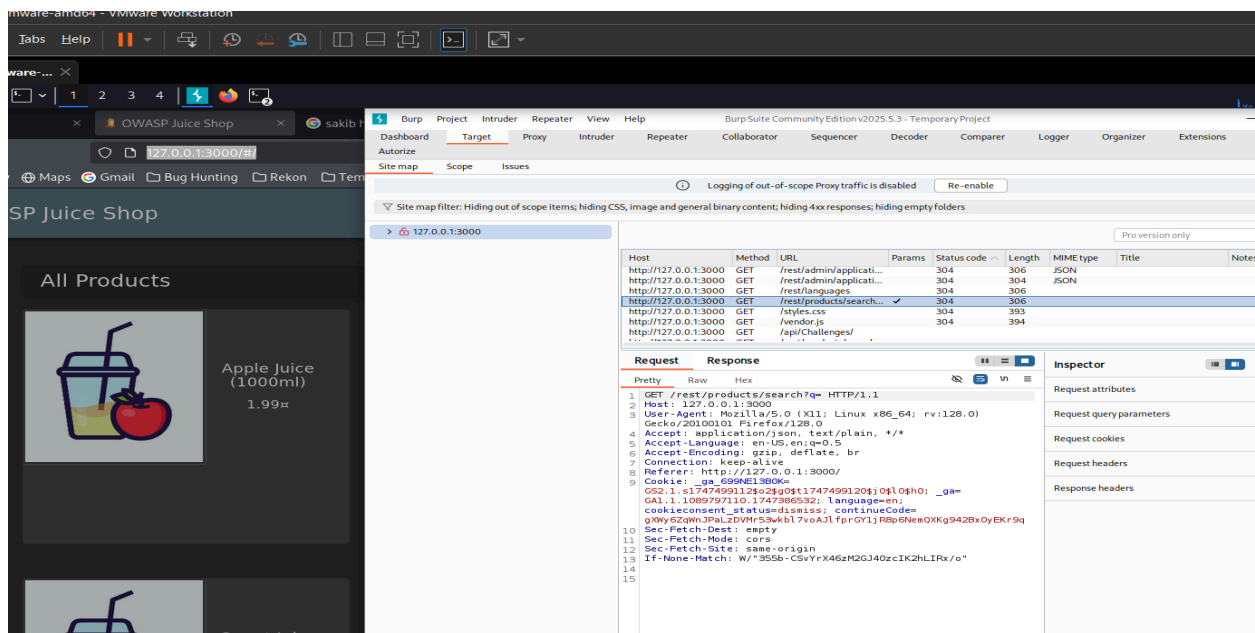 mware-amd64 - VMware Workstation
Tabs Help
ware-... ×
1 2 3 4
OWASP Juice Shop × sakib h
127.0.0.1:3000/#/
Maps Gmail Bug Hunting Rekon Tem
SP Juice Shop
All Products
Apple Juice
(1000ml)
1.99¤
Burp Project Intruder Repeater View Help Burp Suite Community Edition v2025.5.3 - Temporary Project
Dashboard Target Proxy Intruder Repeater Collaborator Sequencer Decoder Comparer Logger Organizer Extensions
Autorize
Site map Scope Issues
Logging of out-of-scope Proxy traffic is disabled Re-enable
Site map filter: Hiding out of scope items; hiding CSS, image and general binary content; hiding 4xx responses; hiding empty folders
127.0.0.1:3000
Pro version only
Host Method URL Params Status code Length MIME type Title Notes
http://127.0.0.1:3000 GET /rest/admin/applicati... 304 306 JSON
http://127.0.0.1:3000 GET /rest/admin/applicati... 304 304 JSON
http://127.0.0.1:3000 GET /rest/languages 304 306
http://127.0.0.1:3000 GET /rest/products/search... ✓ 304 306
http://127.0.0.1:3000 GET /styles.css 304 393
http://127.0.0.1:3000 GET /vendor.js 304 394
http://127.0.0.1:3000 GET /api/Challenges/
Request Response
Pretty Raw Hex \n
1 GET /rest/products/search?q= HTTP/1.1
2 Host: 127.0.0.1:3000
3 User-Agent: Mozilla/5.0 (X11; Linux x86_64; rv:128.0)
Gecko/20100101 Firefox/128.0
4 Accept: application/json, text/plain, */*
5 Accept-Language: en-US,en;q=0.5
6 Accept-Encoding: gzip, deflate, br
7 Connection: keep-alive
8 Referer: http://127.0.0.1:3000/
9 Cookie: _ga_699NE13B0K=
GS2.1.s1747499112$o2$g0$t1747499120$j0$l0$h0; _ga=
GA1.1.1089797110.1747386532; language=en;
cookieconsent_status=dismiss; continueCode=
gXWy6ZqWnJPaLzDVMr53wkbl7voAJlfprGY1jR8p6NemQXKg942BxOyEKr9q
10 Sec-Fetch-Dest: empty
11 Sec-Fetch-Mode: cors
12 Sec-Fetch-Site: same-origin
13 If-None-Match: W/"355b-CSvYrX46zM2GJ40zcIK2hLIRx/o"
14
15
Inspector
Request attributes
Request query parameters
Request cookies
Request headers
Response headers